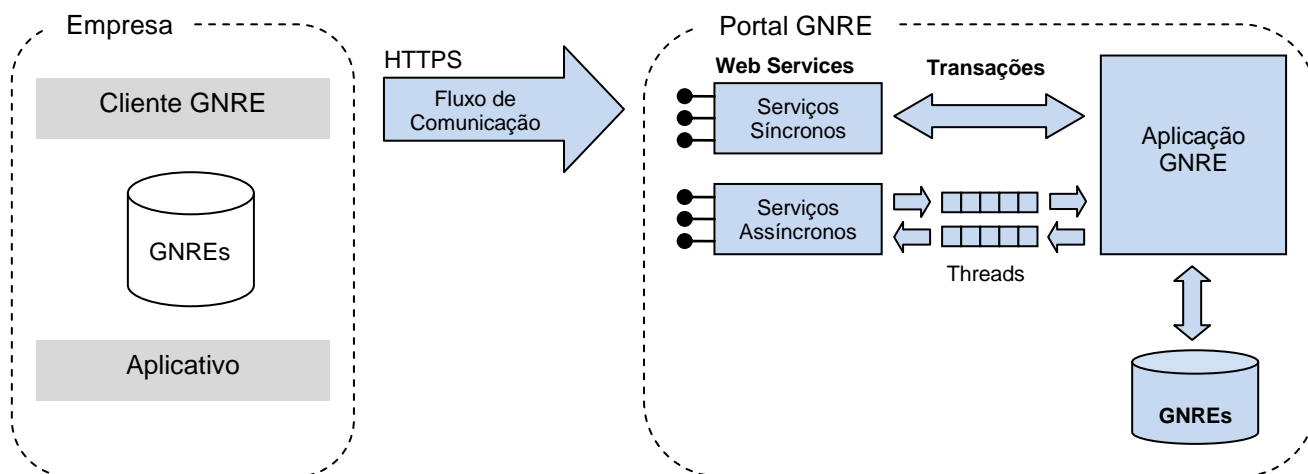 Empresa
Cliente GNRE
GNREs
Aplicativo
HTTPS
Fluxo de
Comunicação
Portal GNRE
Web Services
Transações
Serviços
Síncronos
Aplicação
GNRE
Serviços
Assíncronos
Threads
GNREs